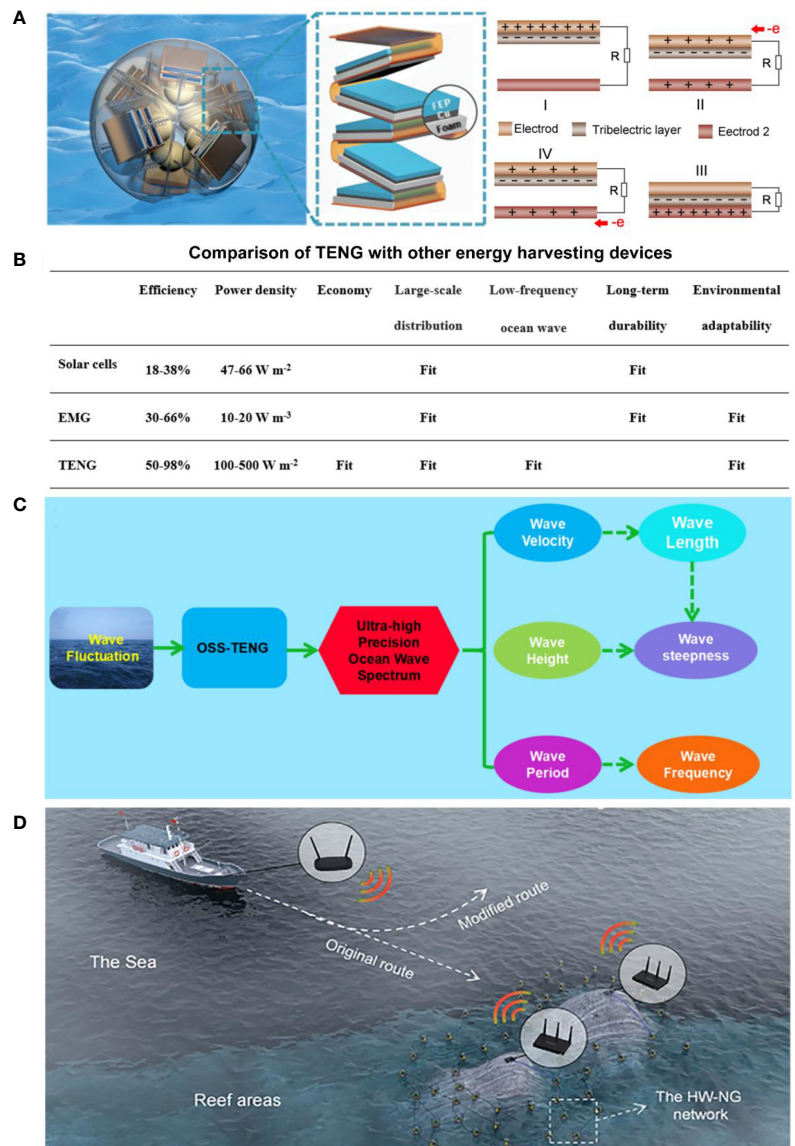 A
FEP
Cu
Foam
+ + + + + + + + +
- - - - - - - - -
R
I
-e
+ + + +
- - - - - - - - -
+ + + +
R
II
Electrod
Tribelectric layer
Eectrod 2
IV
+ + + +
- - - - - - - - -
+ + + +
R
-e
III
- - - - - - - - -
+ + + + + + + +
R
B
Comparison of TENG with other energy harvesting devices
Efficiency Power density Economy Large-scale distribution Low-frequency ocean wave Long-term durability Environmental adaptability
Solar cells 18-38% 47-66 W m-2 Fit Fit
EMG 30-66% 10-20 W m-3 Fit Fit Fit
TENG 50-98% 100-500 W m-2 Fit Fit Fit Fit
C
Wave
Fluctuation
OSS-TENG
Ultra-high
Precision
Ocean Wave
Spectrum
Wave
Velocity
Wave
Length
Wave
Height
Wave
steepness
Wave
Period
Wave
Frequency
D
The Sea
Original route
Modified route
Reef areas
The HW-NG
network